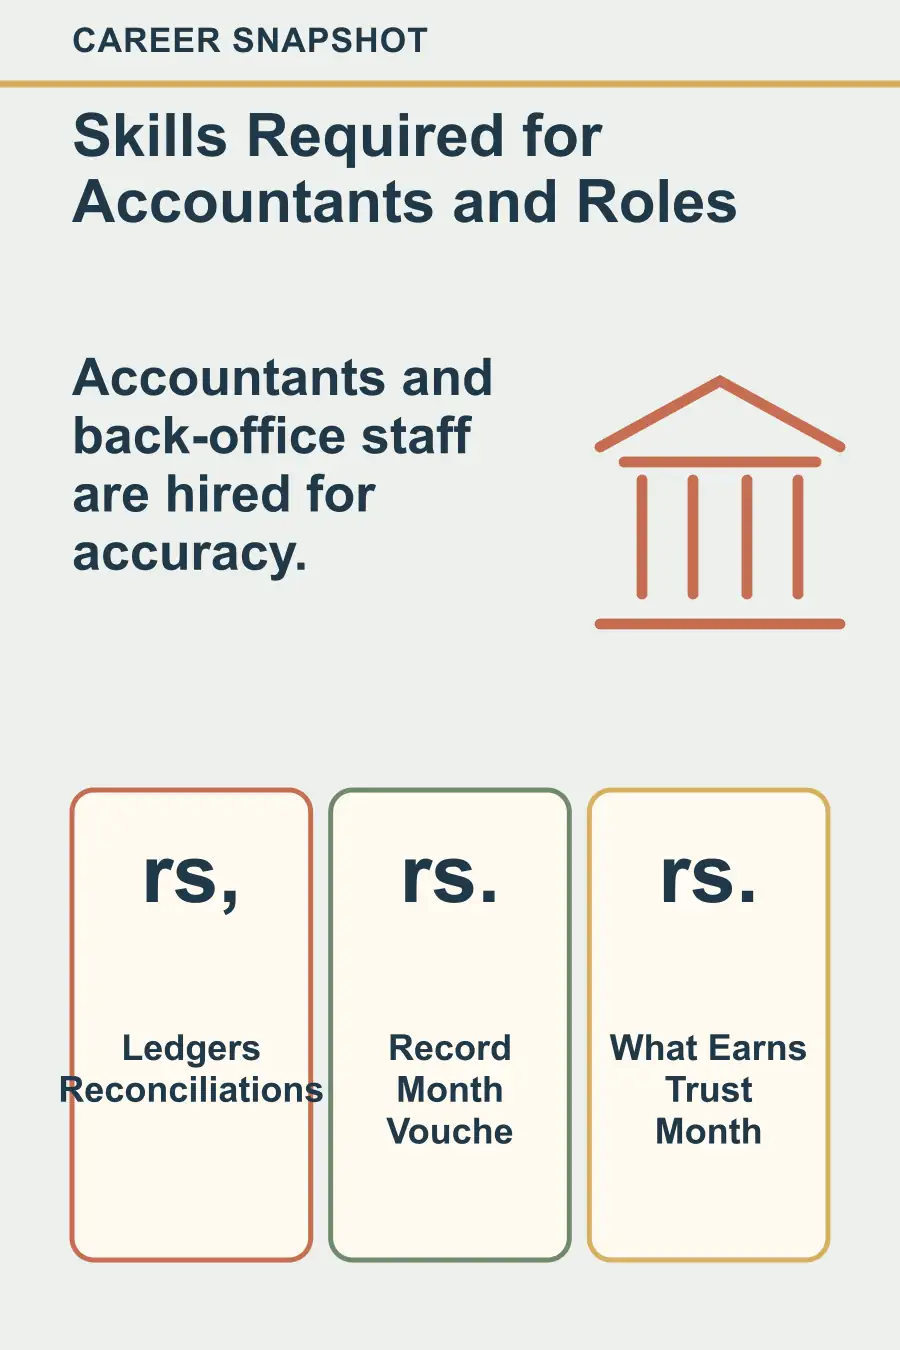 CAREER SNAPSHOT
Skills Required for
Accountants and Roles
Accountants and
back-office staff
are hired for
accuracy.
rs,
Ledgers
Reconciliations
rs.
Record
Month
Vouche
rs.
What Earns
Trust
Month